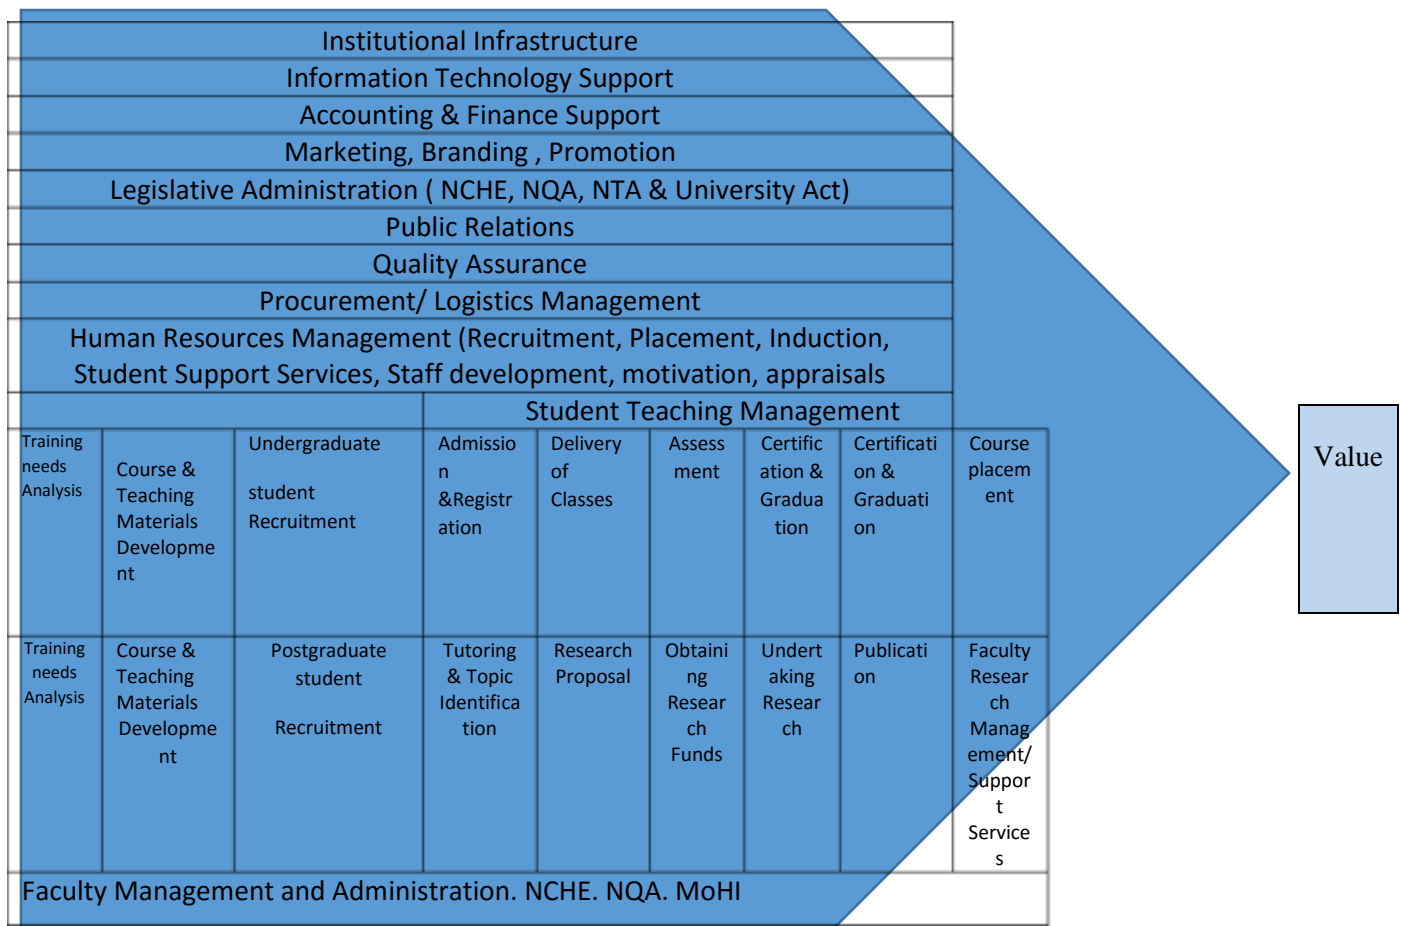 Institutional Infrastructure
Information Technology Support
Accounting & Finance Support
Marketing, Branding , Promotion
Legislative Administration ( NCHE, NQA, NTA & University Act)
Public Relations
Quality Assurance
Procurement/ Logistics Management
Human Resources Management (Recruitment, Placement, Induction,
Student Support Services, Staff development, motivation, appraisals
Student Teaching Management
Training
needs
Analysis
Course &
Teaching
Materials
Developme
nt
Undergraduate
student
Recruitment
Admissio
n
&Registr
ation
Delivery
of
Classes
Assess
ment
Certific
ation &
Gradua
tion
Certificati
on &
Graduati
on
Course
placem
ent
Training
needs
Analysis
Course &
Teaching
Materials
Developme
nt
Postgraduate
student
Recruitment
Tutoring
& Topic
Identifica
tion
Research
Proposal
Obtaini
ng
Resear
ch
Funds
Undert
aking
Resear
ch
Publicati
on
Faculty
Resear
ch
Manag
ement/
Suppor
t
Service
s
Faculty Management and Administration. NCHE. NQA. MoHI
Value